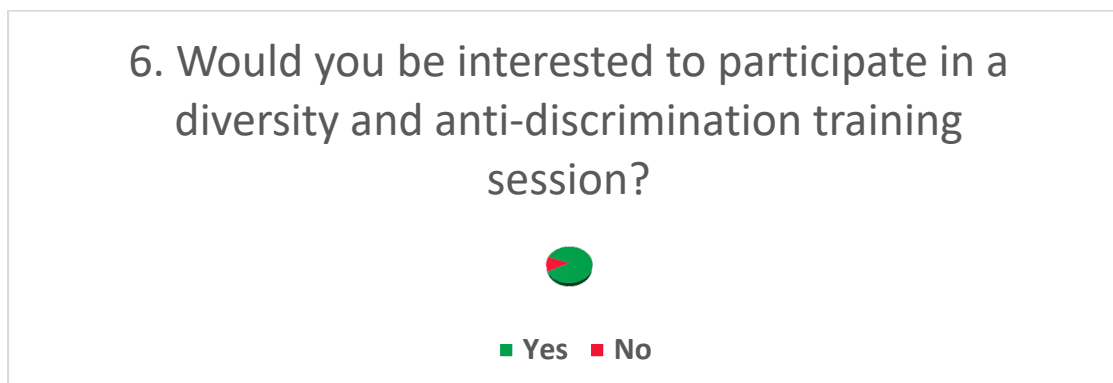 6. Would you be interested to participate in a
diversity and anti-discrimination training
session?
Yes No